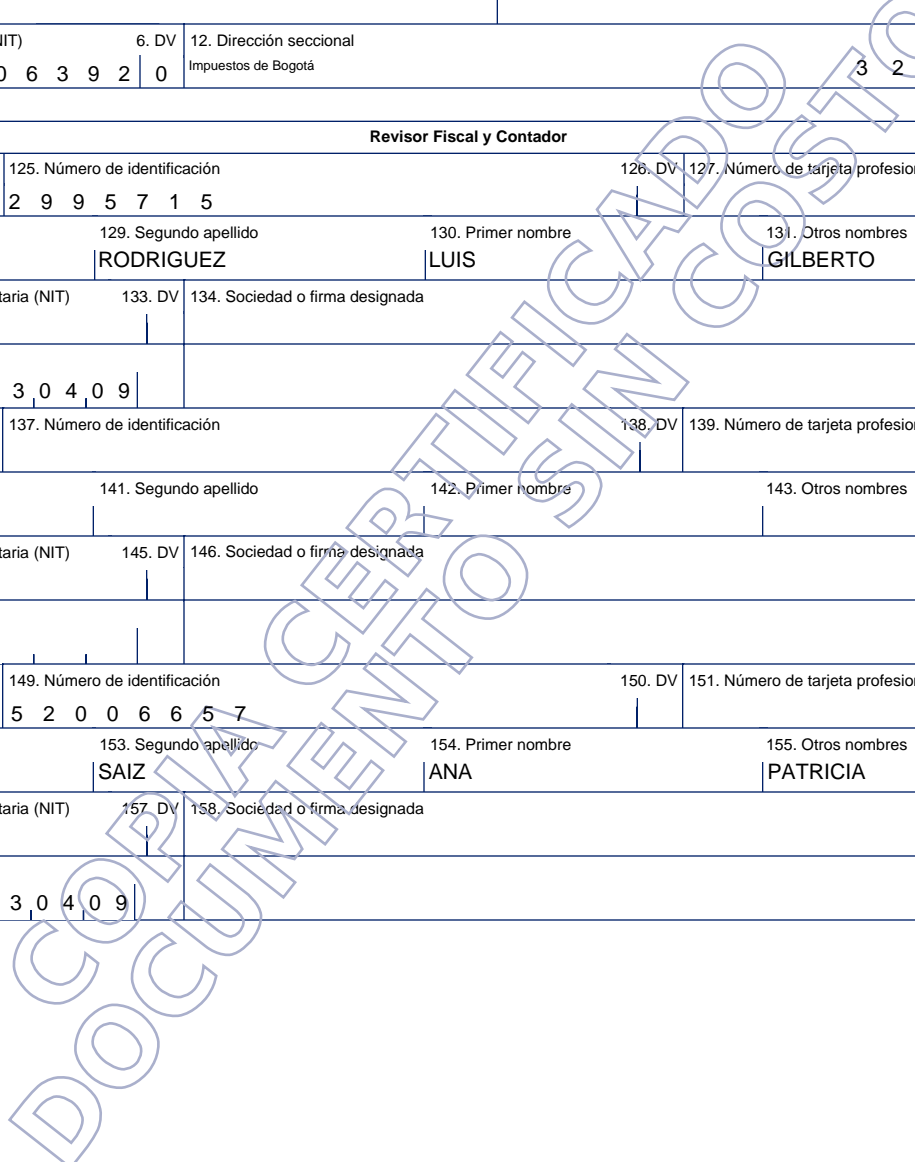 NIT) 6. DV 12. Dirección seccional
0 6 3 9 2 0 Impuestos de Bogotá 3 2
Revisor Fiscal y Contador
125. Número de identificación 126. DV 127. Número de tarjeta profesion
2 9 9 5 7 1 5
129. Segundo apellido 130. Primer nombre 131. Otros nombres
RODRIGUEZ LUIS GILBERTO
taria (NIT) 133. DV 134. Sociedad o firma designada
3 0 4 0 9
137. Número de identificación 138. DV 139. Número de tarjeta profesion
141. Segundo apellido 142. Primer nombre 143. Otros nombres
taria (NIT) 145. DV 146. Sociedad o firma designada
149. Número de identificación 150. DV 151. Número de tarjeta profesion
5 2 0 0 6 6 5 7
153. Segundo apellido 154. Primer nombre 155. Otros nombres
SAIZ ANA PATRICIA
taria (NIT) 157. DV 158. Sociedad o firma designada
3 0 4 0 9
COPIA CERTIFICADO
DOCUMENTO SIN COSTO